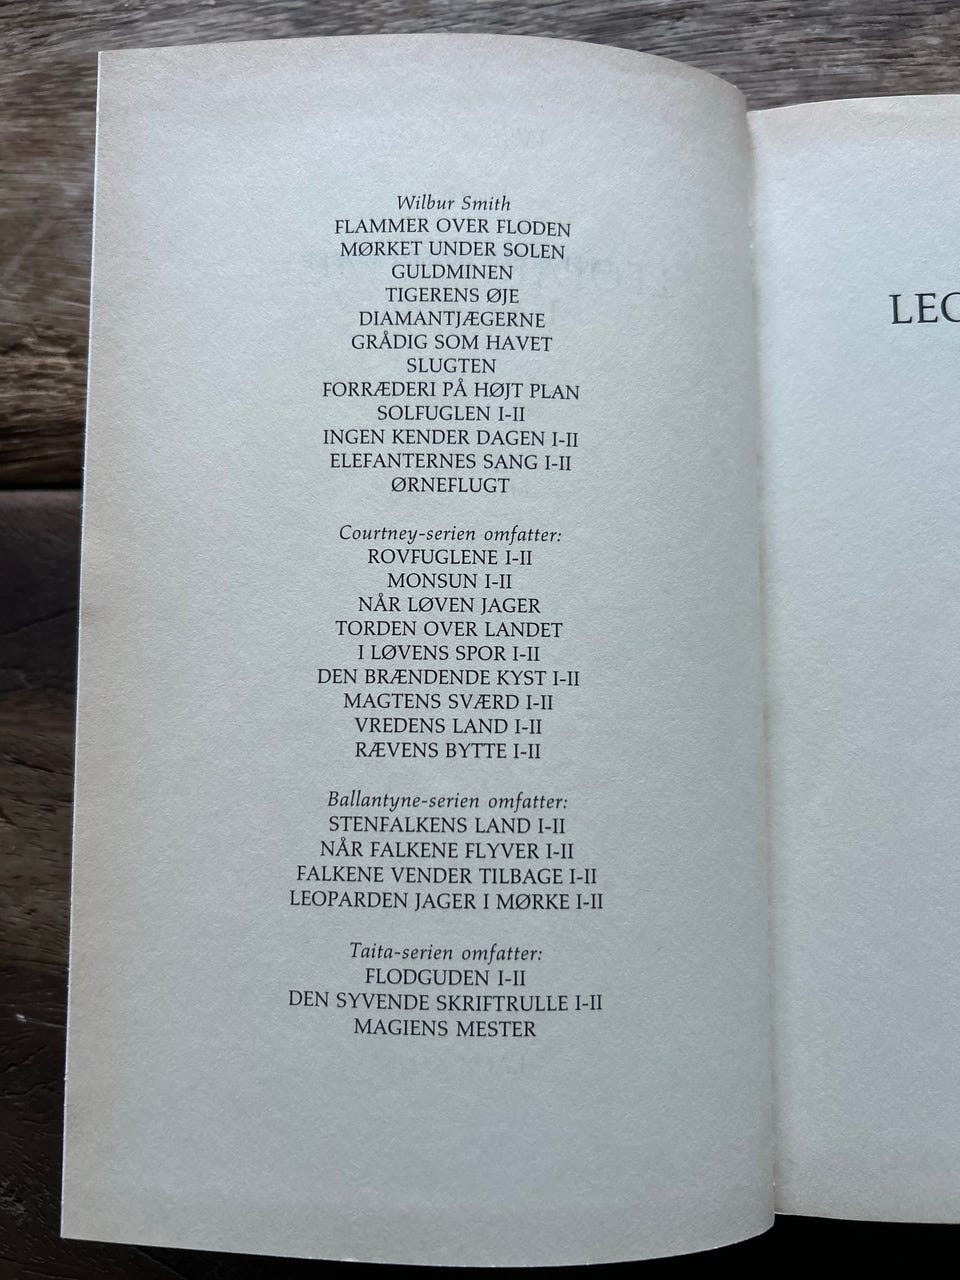 Wilbur Smith
FLAMMER OVER FLODEN
MØRKET UNDER SOLEN
GULDMINEN
TIGERENS ØJE
DIAMANTJÆGERNE
GRÅDIG SOM HAVET
SLUGTEN
FORRÆDERI PÅ HØJT PLAN
SOLFUGLEN I-II
INGEN KENDER DAGEN I-II
ELEFANTERNES SANG I-II
ØRNEFLUGT
Courtney-serien omfatter:
ROVFUGLENE I-II
MONSUN I-II
NÅR LØVEN JAGER
TORDEN OVER LANDET
I LØVENS SPOR I-II
DEN BRÆNDENDE KYST I-II
MAGTENS SVÆRD I-II
VREDENS LAND I-II
RÆVENS BYTTE I-II
Ballantyne-serien omfatter:
STENFALKENS LAND I-II
NÅR FALKENE FLYVER I-II
FALKENE VENDER TILBAGE I-II
LEOPARDEN JAGER I MØRKE I-II
Taita-serien omfatter:
FLODGUDEN I-II
DEN SYVENDE SKRIFTRULLE I-II
MAGIENS MESTER